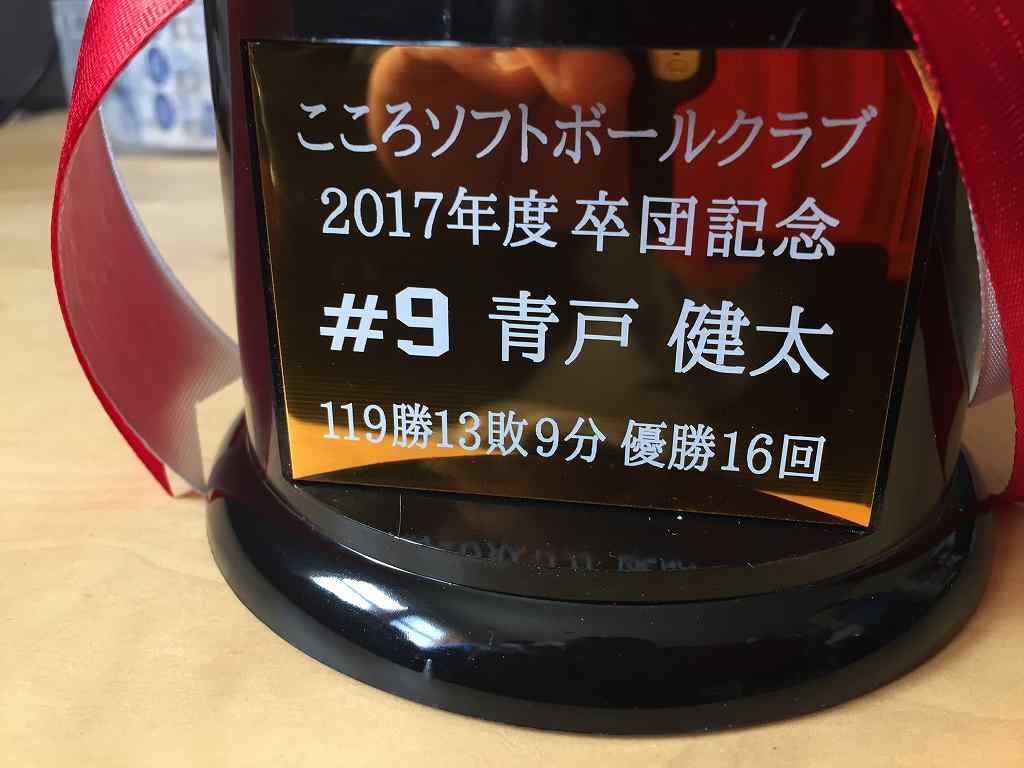 こころソフトボールクラブ
2017年度 卒団記念
#9 青戸 健太
119勝13敗9分 優勝16回